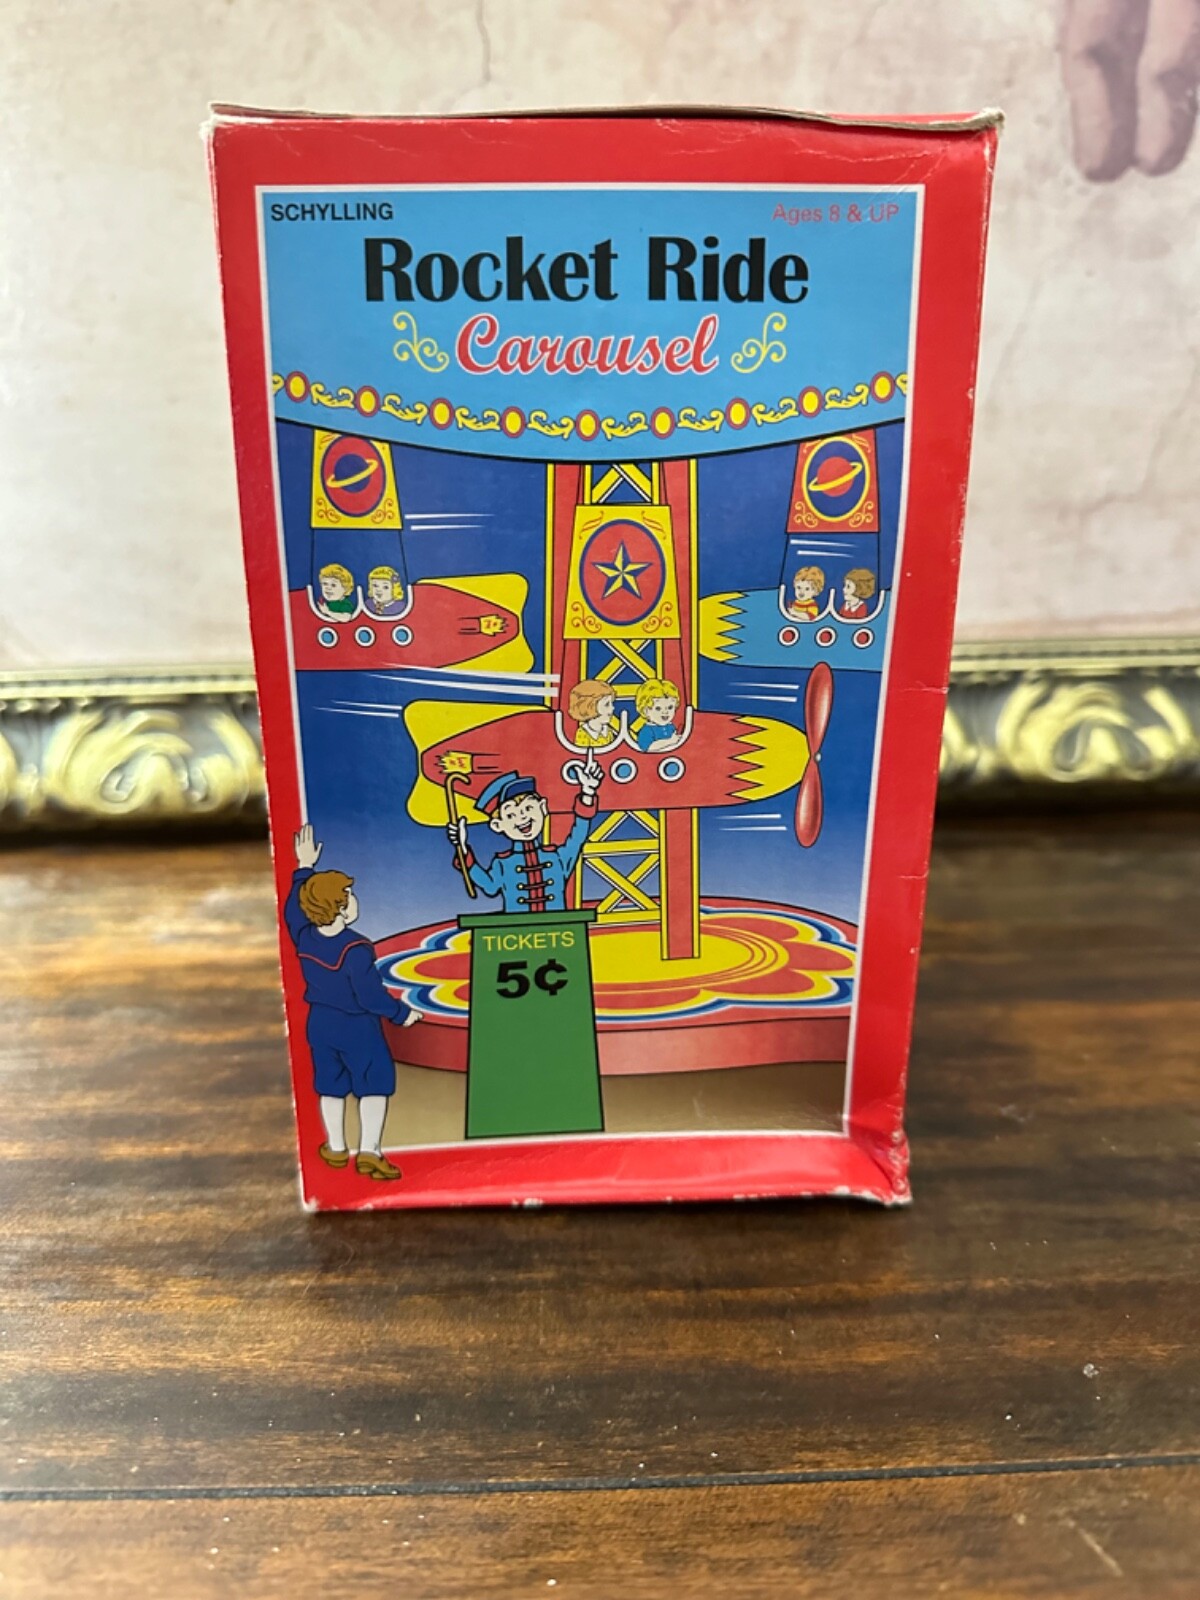 SCHYLLING
Ages 8 & UP
Rocket Ride
Carousel
TICKETS
5¢